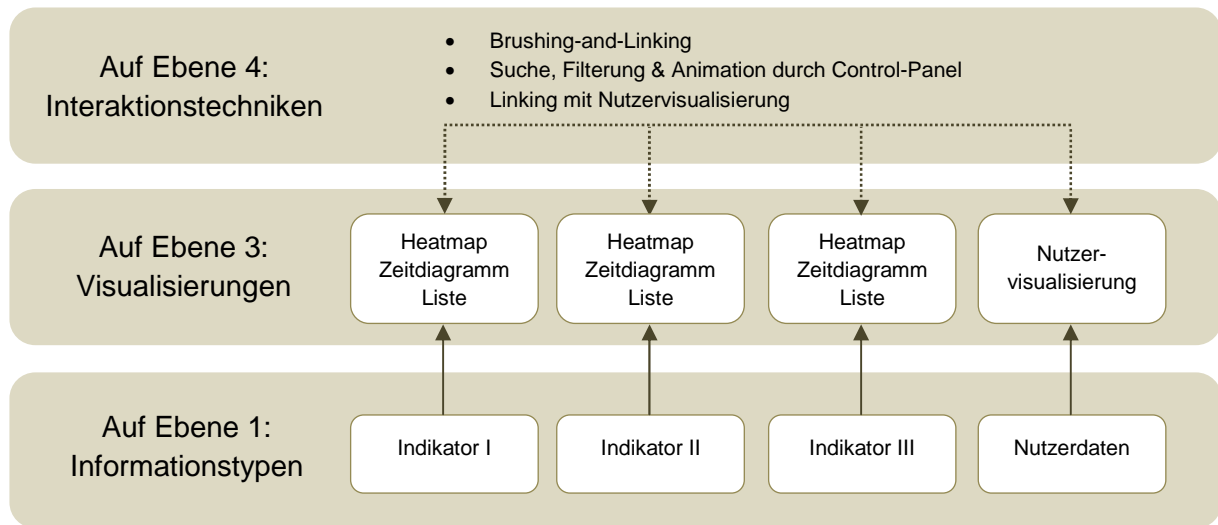 Auf Ebene 4:
Interaktionstechniken
• Brushing-and-Linking
• Suche, Filterung & Animation durch Control-Panel
• Linking mit Nutzervisualisierung
Auf Ebene 3:
Visualisierungen
Heatmap
Zeitdiagramm
Liste
Heatmap
Zeitdiagramm
Liste
Heatmap
Zeitdiagramm
Liste
Nutzer-
visualisierung
Auf Ebene 1:
Informationstypen
Indikator I
Indikator II
Indikator III
Nutzerdaten